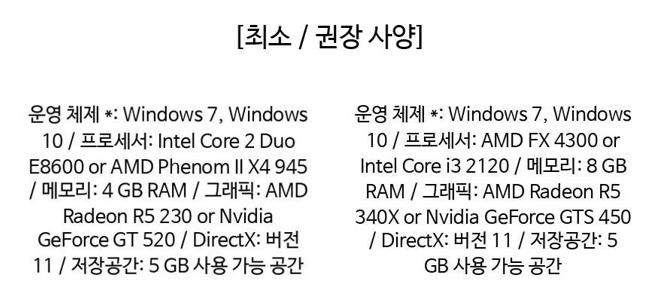 [최소 / 권장 사양]
운영 체제 *: Windows 7, Windows
10 / 프로세서: Intel Core 2 Duo
E8600 or AMD Phenom II X4 945
/ 메모리: 4 GB RAM / 그래픽: AMD
Radeon R5 230 or Nvidia
GeForce GT 520 / DirectX: 버전
11 / 저장공간: 5 GB 사용 가능 공간
운영 체제 *: Windows 7, Windows
10 / 프로세서: AMD FX 4300 or
Intel Core i3 2120 / 메모리: 8 GB
RAM / 그래픽: AMD Radeon R5
340X or Nvidia GeForce GTS 450
/ DirectX: 버전 11 / 저장공간: 5
GB 사용 가능 공간